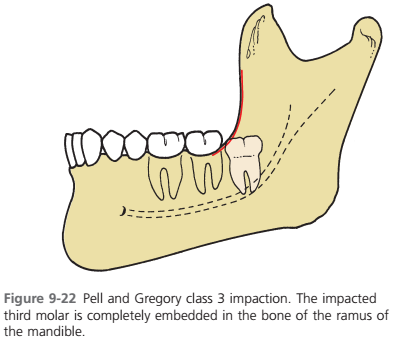 Figure 9-22 Pell and Gregory class 3 impaction. The impacted
third molar is completely embedded in the bone of the ramus of
the mandible.